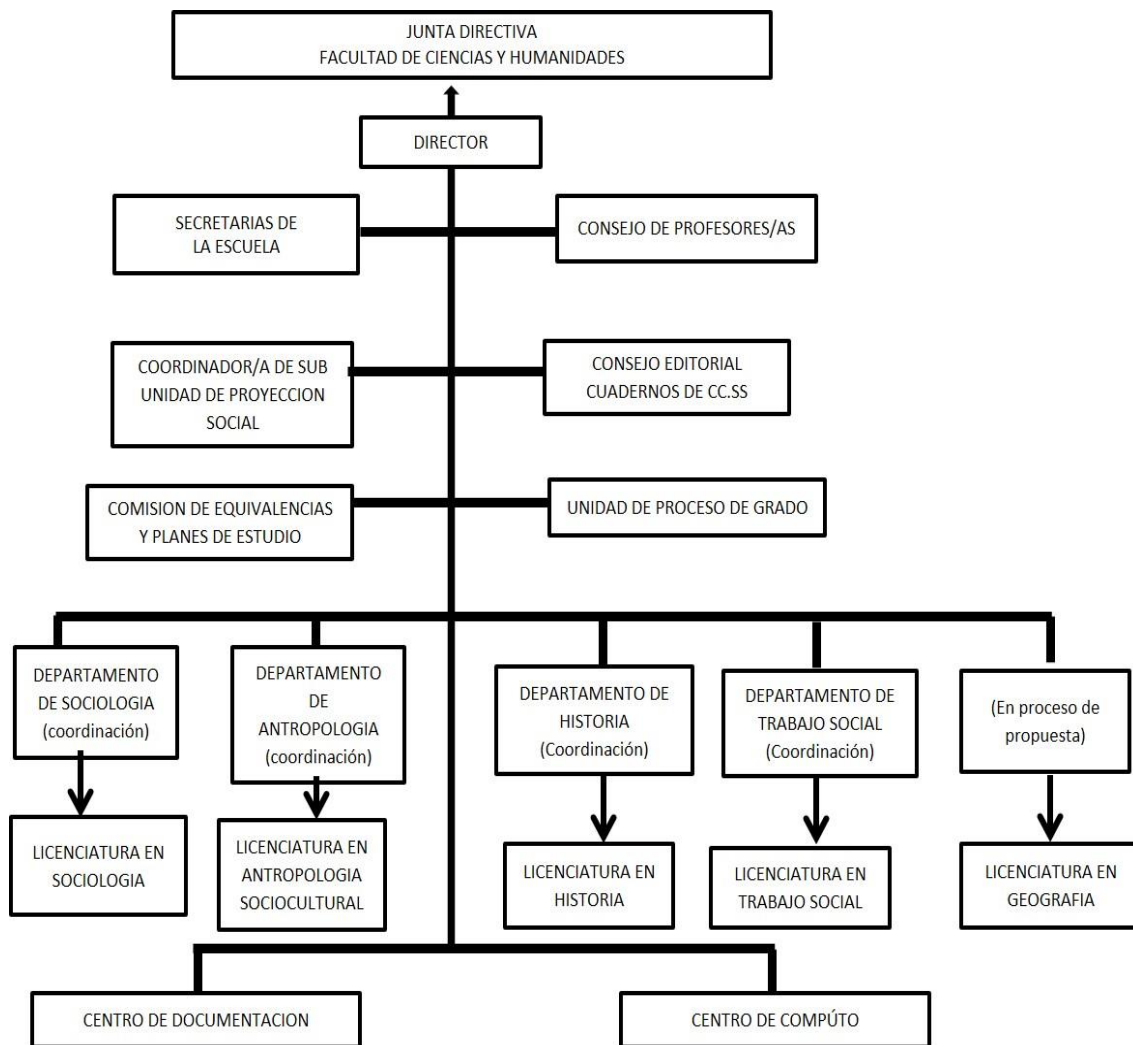 JUNTA DIRECTIVA
FACULTAD DE CIENCIAS Y HUMANIDADES
DIRECTOR
SECRETARIAS DE
LA ESCUELA
CONSEJO DE PROFESORES/AS
COORDINADOR/A DE SUB
UNIDAD DE PROYECCION
SOCIAL
CONSEJO EDITORIAL
CUADERNOS DE CC.SS
COMISION DE EQUIVALENCIAS
Y PLANES DE ESTUDIO
UNIDAD DE PROCESO DE GRADO
DEPARTAMENTO
DE SOCIOLOGIA
(coordinación)
DEPARTAMENTO
DE
ANTROPOLOGIA
(coordinación)
DEPARTAMENTO DE
HISTORIA
(Coordinación)
DEPARTAMENTO DE
TRABAJO SOCIAL
(Coordinación)
(En proceso de
propuesta)
LICENCIATURA EN
SOCIOLOGIA
LICENCIATURA EN
ANTROPOLOGIA
SOCIOCULTURAL
LICENCIATURA EN
HISTORIA
LICENCIATURA EN
TRABAJO SOCIAL
LICENCIATURA EN
GEOGRAFIA
CENTRO DE DOCUMENTACION
CENTRO DE COMPÚTO